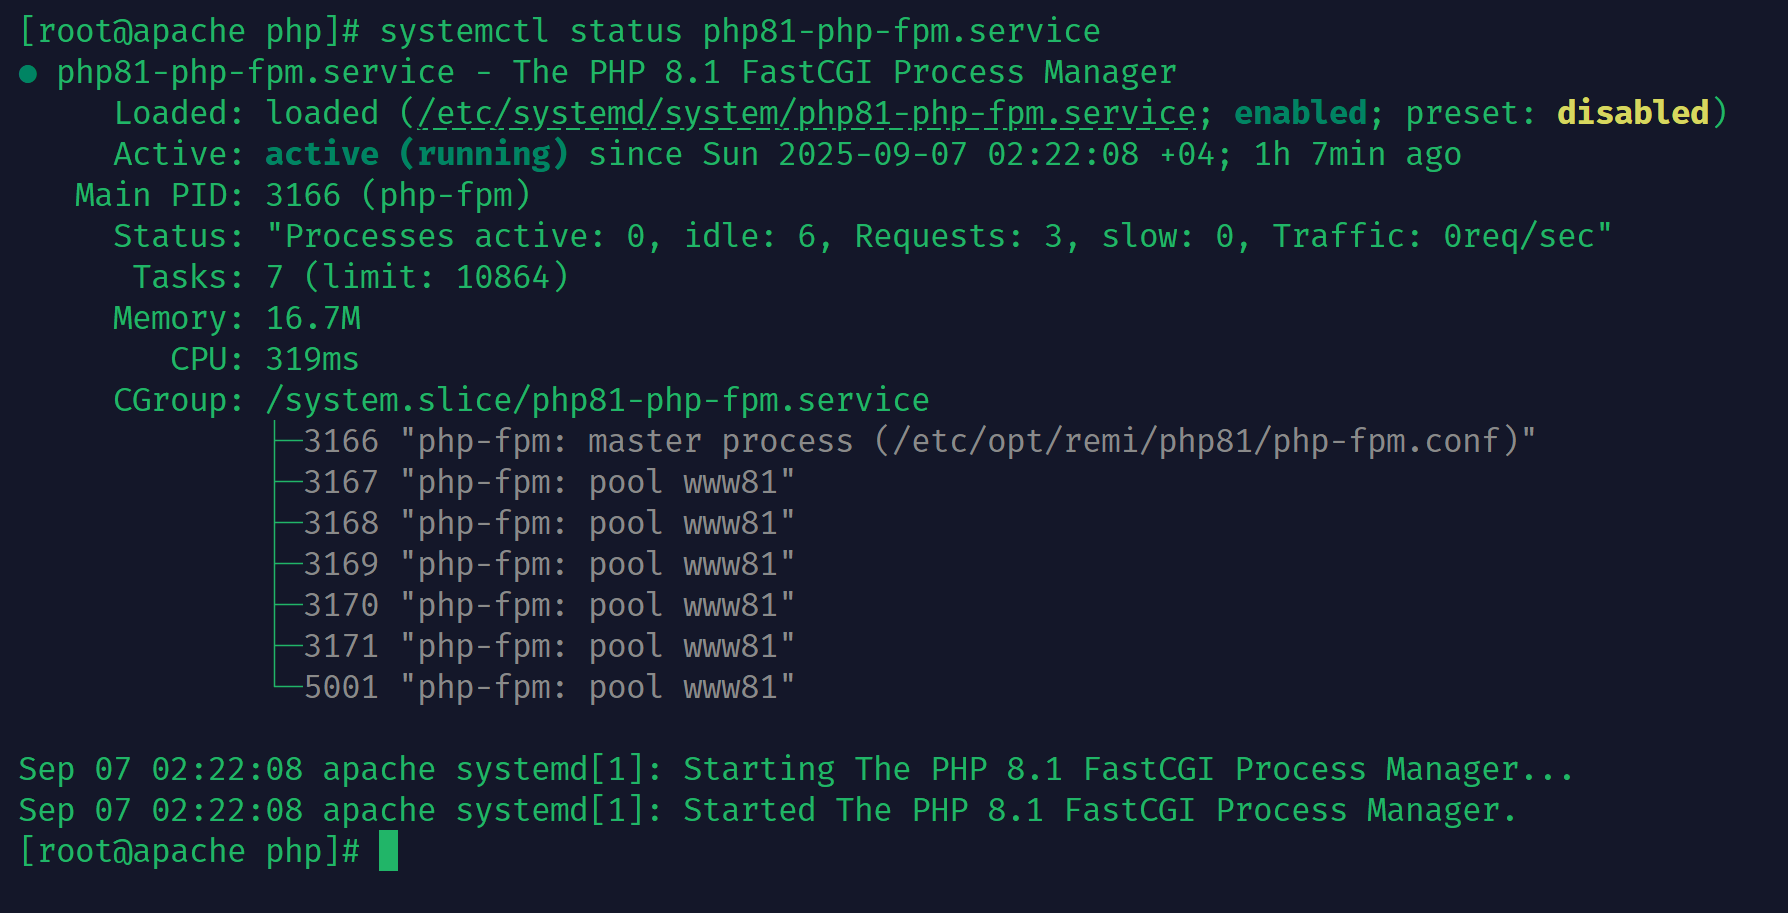 [root@apache php]# systemctl status php81-php-fpm.service
● php81-php-fpm.service - The PHP 8.1 FastCGI Process Manager
     Loaded: loaded (/etc/systemd/system/php81-php-fpm.service; enabled; preset: disabled)
     Active: active (running) since Sun 2025-09-07 02:22:08 +04; 1h 7min ago
   Main PID: 3166 (php-fpm)
     Status: "Processes active: 0, idle: 6, Requests: 3, slow: 0, Traffic: 0req/sec"
      Tasks: 7 (limit: 10864)
     Memory: 16.7M
        CPU: 319ms
     CGroup: /system.slice/php81-php-fpm.service
             ├─3166 "php-fpm: master process (/etc/opt/remi/php81/php-fpm.conf)"
             ├─3167 "php-fpm: pool www81"
             ├─3168 "php-fpm: pool www81"
             ├─3169 "php-fpm: pool www81"
             ├─3170 "php-fpm: pool www81"
             ├─3171 "php-fpm: pool www81"
             └─5001 "php-fpm: pool www81"

Sep 07 02:22:08 apache systemd[1]: Starting The PHP 8.1 FastCGI Process Manager...
Sep 07 02:22:08 apache systemd[1]: Started The PHP 8.1 FastCGI Process Manager.
[root@apache php]#